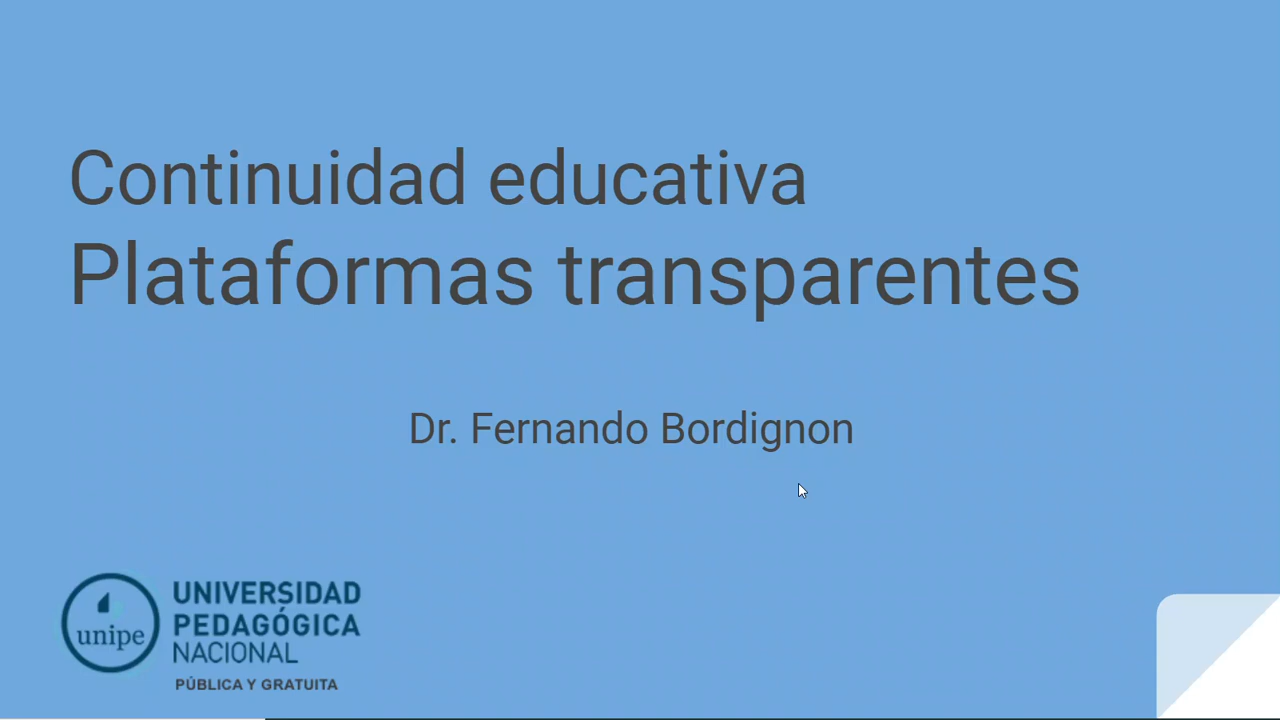 Continuidad educativa
Plataformas transparentes
Dr. Fernando Bordignon
unipe
UNIVERSIDAD
PEDAGÓGICA
NACIONAL
PÚBLICA Y GRATUITA